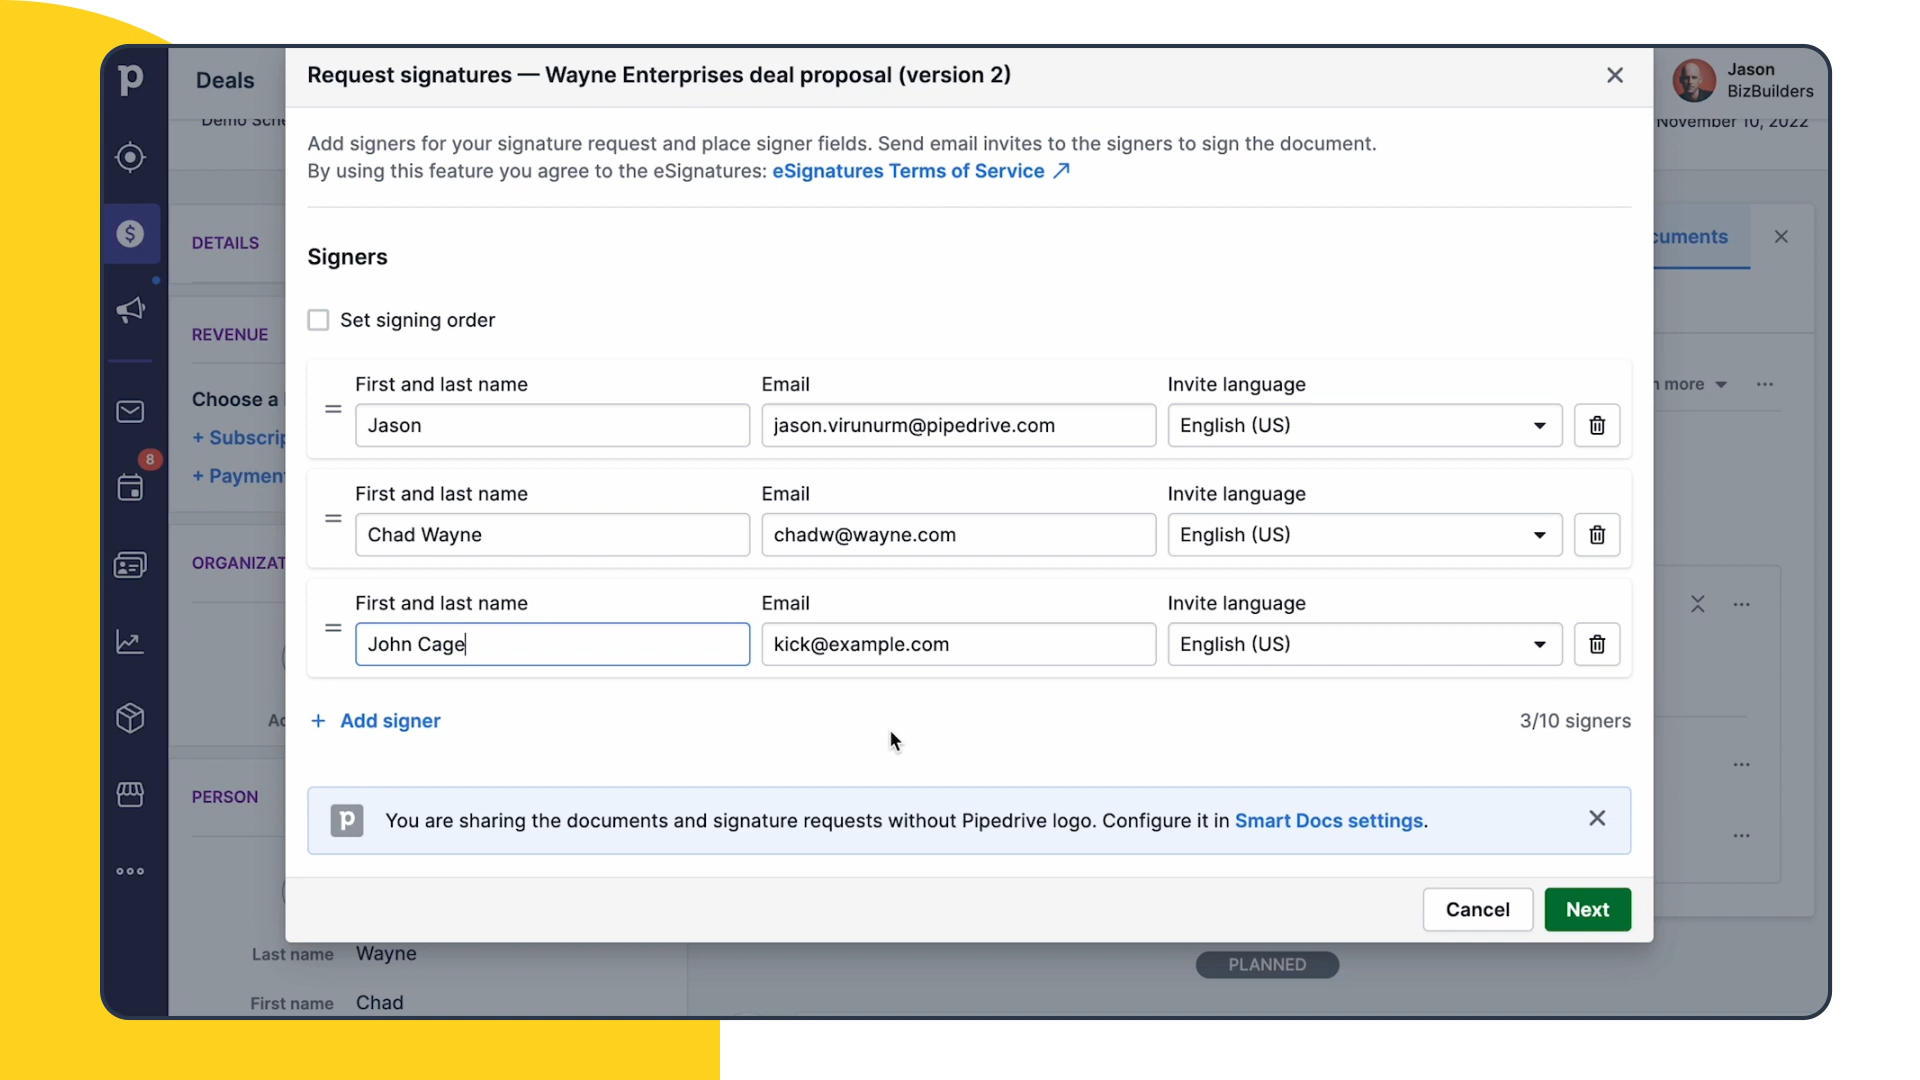 p
Deals
Request signatures — Wayne Enterprises deal proposal (version 2)
Jason
BizBuilders
November 10, 2022
Add signers for your signature request and place signer fields. Send email invites to the signers to sign the document.
By using this feature you agree to the eSignatures: eSignatures Terms of Service
DETAILS
cuments
Signers
Set signing order
REVENUE
First and last name
Email
Invite language
Jason
jason.virunurm@pipedrive.com
English (US)
more
Choose a
+ Subscrip
8
+ Paymen
First and last name
Email
Invite language
Chad Wayne
chadw@wayne.com
English (US)
ORGANIZAT
First and last name
Email
Invite language
John Cage
kick@example.com
English (US)
+ Add signer
3/10 signers
PERSON
p
You are sharing the documents and signature requests without Pipedrive logo. Configure it in Smart Docs settings.
Cancel
Next
Last name Wayne
PLANNED
First name Chad